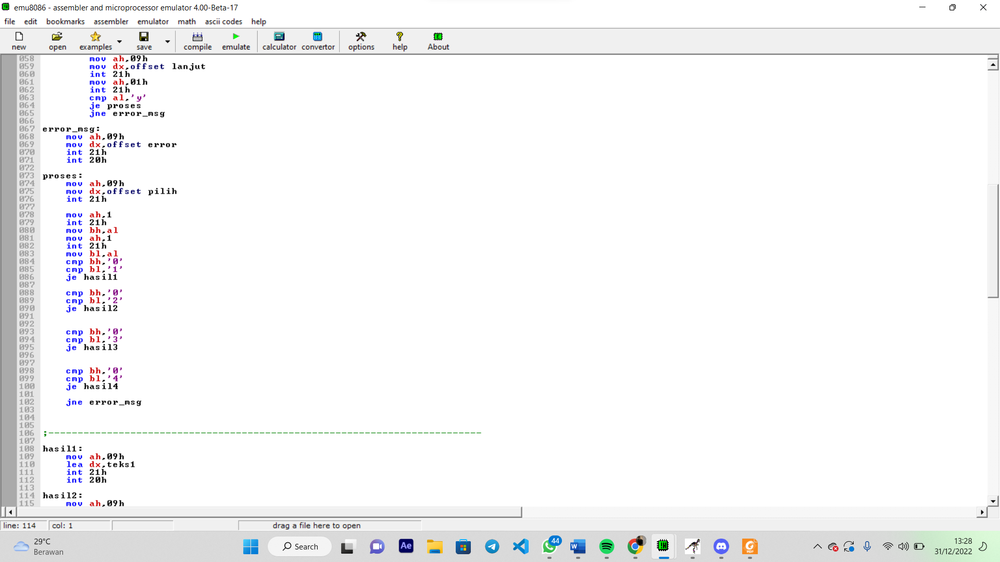 emu8086 - assembler and microprocessor emulator 4.00-Beta-17
file edit bookmarks assembler emulator math ascii codes help
new open examples save compile emulate calculator convertor options help About
058 mov ah,09h
059 mov dx,offset lanjut
060 int 21h
061 mov ah,01h
062 int 21h
063 cmp al,'y'
064 je proses
065 jne error_msg
066
067 error_msg:
068 mov ah,09h
069 mov dx,offset error
070 int 21h
071 int 20h
072
073 proses:
074 mov ah,09h
075 mov dx,offset pilih
076 int 21h
077
078 mov ah,1
079 int 21h
080 mov bh,al
081 mov ah,1
082 int 21h
083 mov bl,al
084 cmp bh,'0'
085 cmp bl,'1'
086 je hasil1
087
088 cmp bh,'0'
089 cmp bl,'2'
090 je hasil2
091
092
093 cmp bh,'0'
094 cmp bl,'3'
095 je hasil3
096
097
098 cmp bh,'0'
099 cmp bl,'4'
100 je hasil4
101
102 jne error_msg
103
104
105
106 ;--------------------------------------------------------------------------
107
108 hasil1:
109 mov ah,09h
110 lea dx,teks1
111 int 21h
112 int 20h
113
114 hasil2:
115 mov ah,09h
line: 114 col: 1 drag a file here to open
29°C
Berawan
Search
Ae
44
W
PDF
13:28
31/12/2022